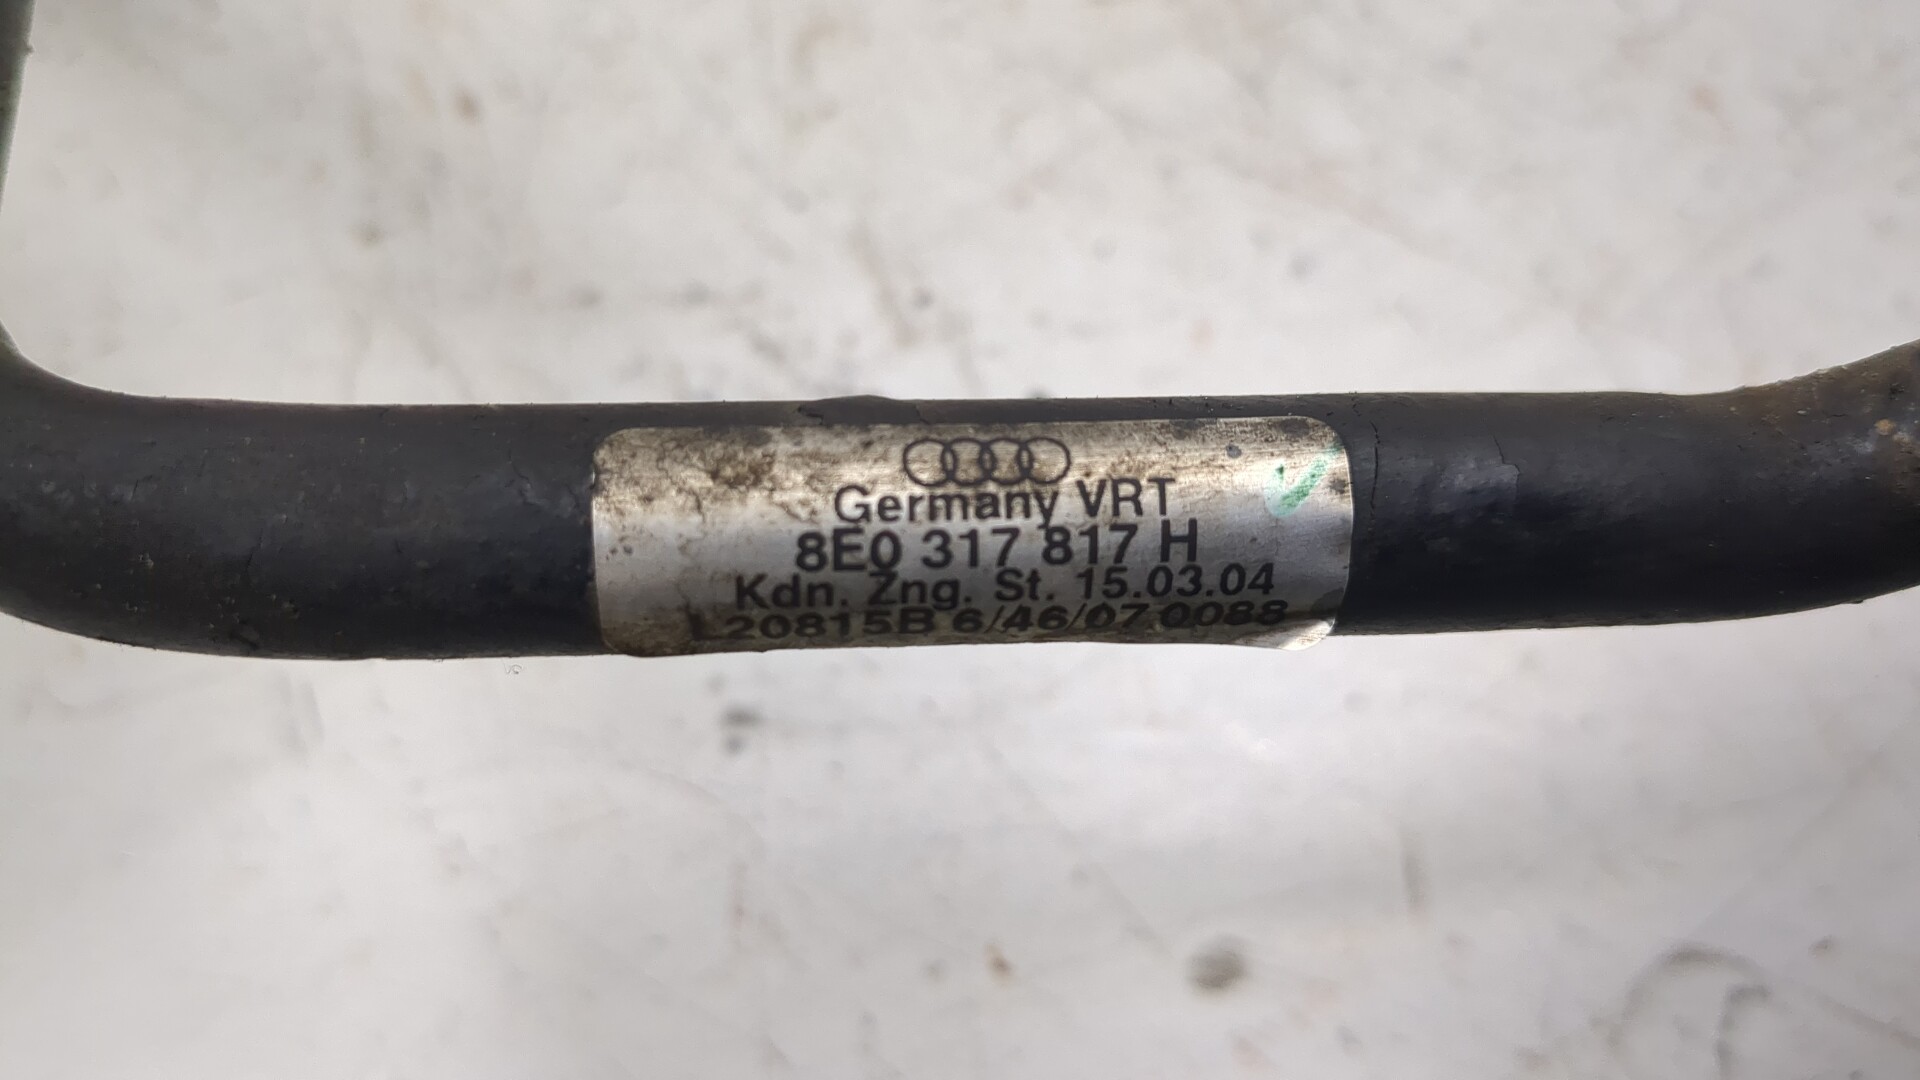 Germany VRT
8E0 317 817 H
Kdn. Zng. St. 15.03.04
L20815B 6/46/07 0088